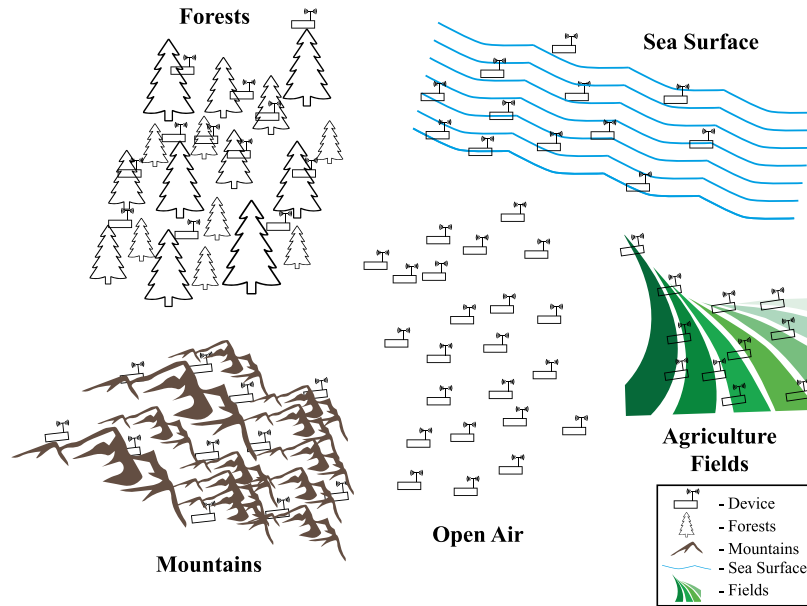 Forests
Sea Surface
Agriculture
Fields
Mountains
Open Air
- Device
- Forests
- Mountains
- Sea Surface
- Fields